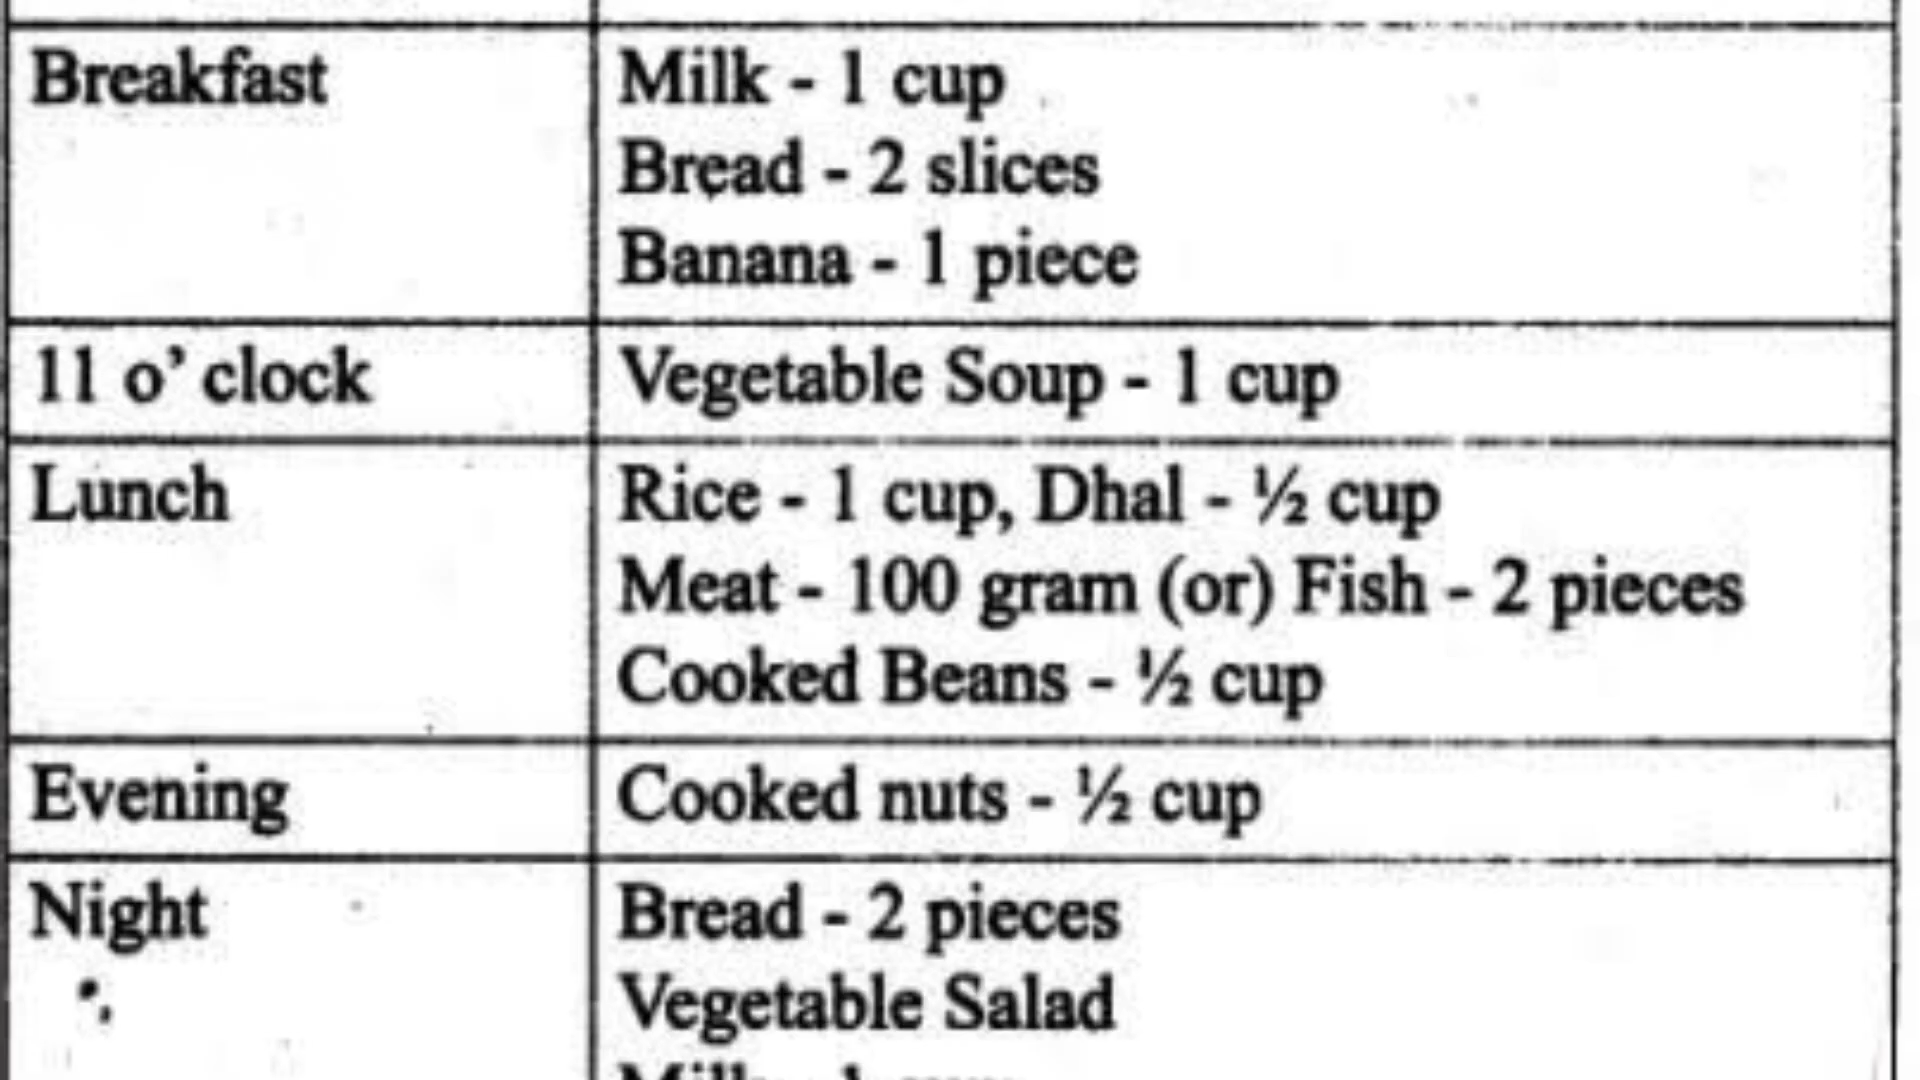 Breakfast
Milk - 1 cup
Bread - 2 slices
Banana - 1 piece
11 o’ clock
Vegetable Soup - 1 cup
Lunch
Rice - 1 cup, Dhal - ½ cup
Meat - 100 gram (or) Fish - 2 pieces
Cooked Beans - ½ cup
Evening
Cooked nuts - ½ cup
Night
Bread - 2 pieces
Vegetable Salad